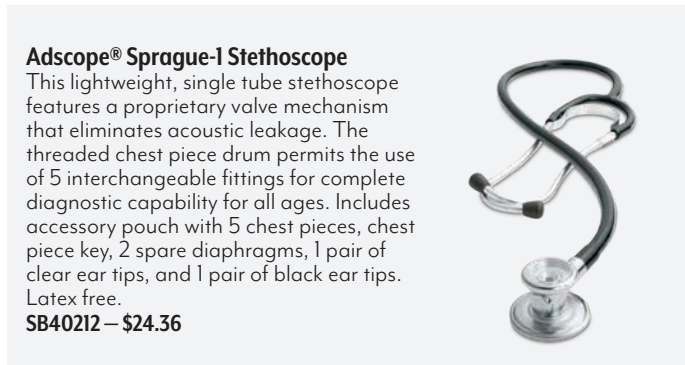 Adscope® Sprague-1 Stethoscope
This lightweight, single tube stethoscope
features a proprietary valve mechanism
that eliminates acoustic leakage. The
threaded chest piece drum permits the use
of 5 interchangeable fittings for complete
diagnostic capability for all ages. Includes
accessory pouch with 5 chest pieces, chest
piece key, 2 spare diaphragms, 1 pair of
clear ear tips, and 1 pair of black ear tips.
Latex free.
SB40212 — $24.36